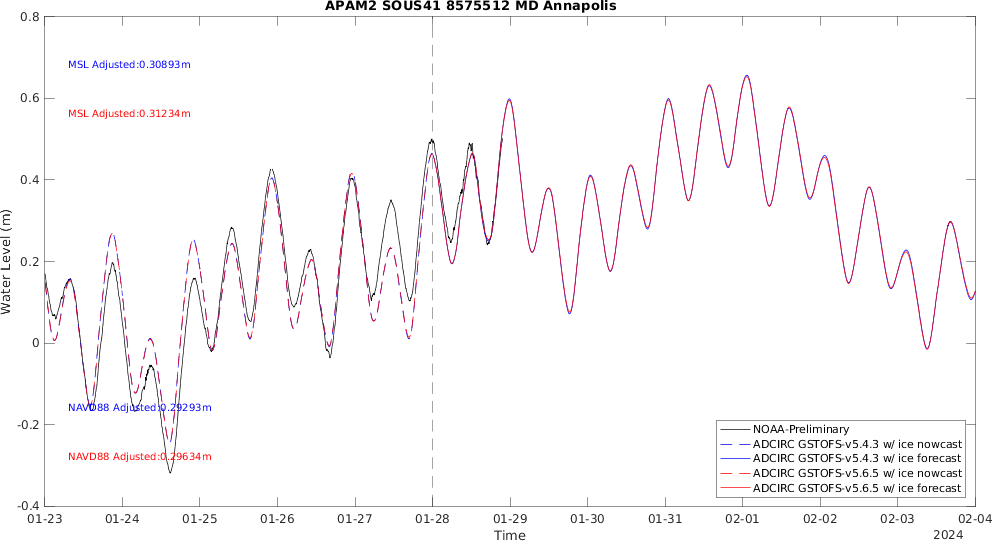 APAM2 SOUS41 8575512 MD Annapolis
0.8
0.6
0.4
0.2
0
-0.2
-0.4
Water Level (m)
MSL Adjusted:0.30893m
MSL Adjusted:0.31234m
NAVD88 Adjusted:0.29293m
NAVD88 Adjusted:0.29634m
NOAA-Preliminary
ADCIRC GSTOFS-v5.4.3 w/ ice nowcast
ADCIRC GSTOFS-v5.4.3 w/ ice forecast
ADCIRC GSTOFS-v5.6.5 w/ ice nowcast
ADCIRC GSTOFS-v5.6.5 w/ ice forecast
01-23 01-24 01-25 01-26 01-27 01-28 01-29 01-30 01-31 02-01 02-02 02-03 02-04
Time
2024